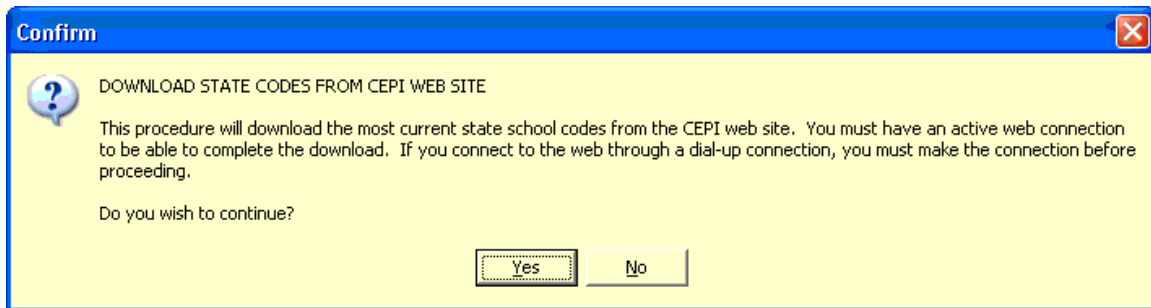 Confirm
DOWNLOAD STATE CODES FROM CEPI WEB SITE
This procedure will download the most current state school codes from the CEPI web site.  You must have an active web connection
to be able to complete the download.  If you connect to the web through a dial-up connection, you must make the connection before
proceeding.
Do you wish to continue?
Yes No